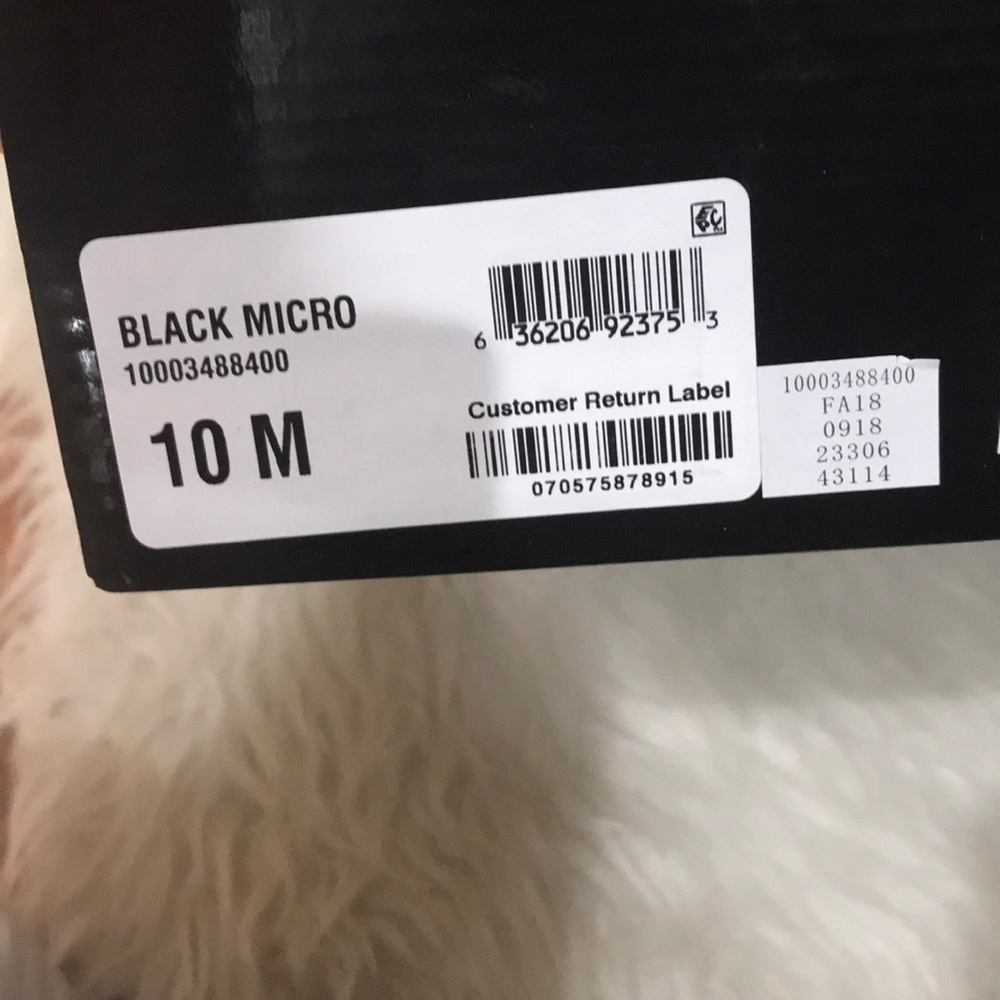 BLACK MICRO
10003488400
10 M
6 36206 92375 3
Customer Return Label
070575878915
10003488400
FA18
0918
23306
43114